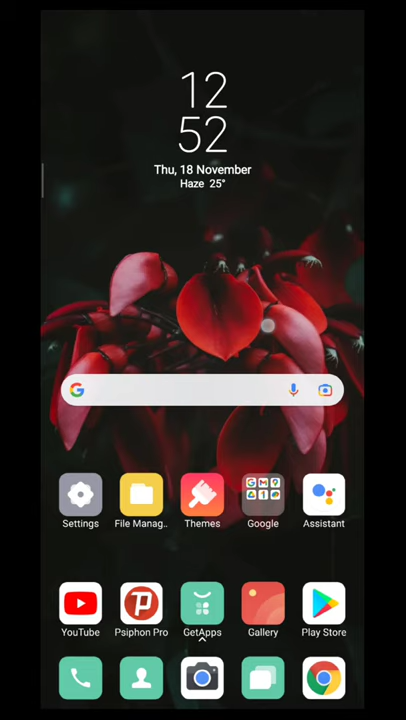 12
52
Thu, 18 November
Haze 25°
Settings
File Manag..
Themes
Google
Assistant
YouTube
Psiphon Pro
GetApps
Gallery
Play Store